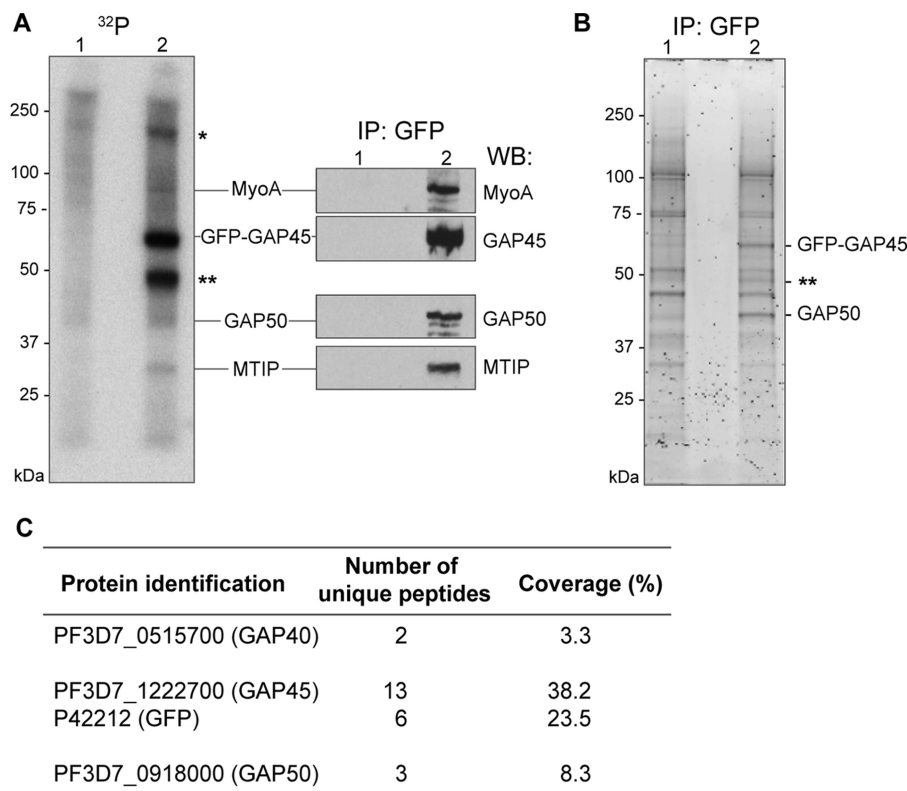 A
32P
1 2
250
100
75
50
37
25
kDa
*
MyoA
GFP-GAP45
**
GAP50
MTIP
IP: GFP
1 2 WB:
MyoA
GAP45
GAP50
MTIP
B
IP: GFP
1 2
250
100
75
50
37
25
kDa
GFP-GAP45
**
GAP50
C
Protein identification Number of unique peptides Coverage (%)
PF3D7_0515700 (GAP40) 2 3.3
PF3D7_1222700 (GAP45) 13 38.2
P42212 (GFP) 6 23.5
PF3D7_0918000 (GAP50) 3 8.3